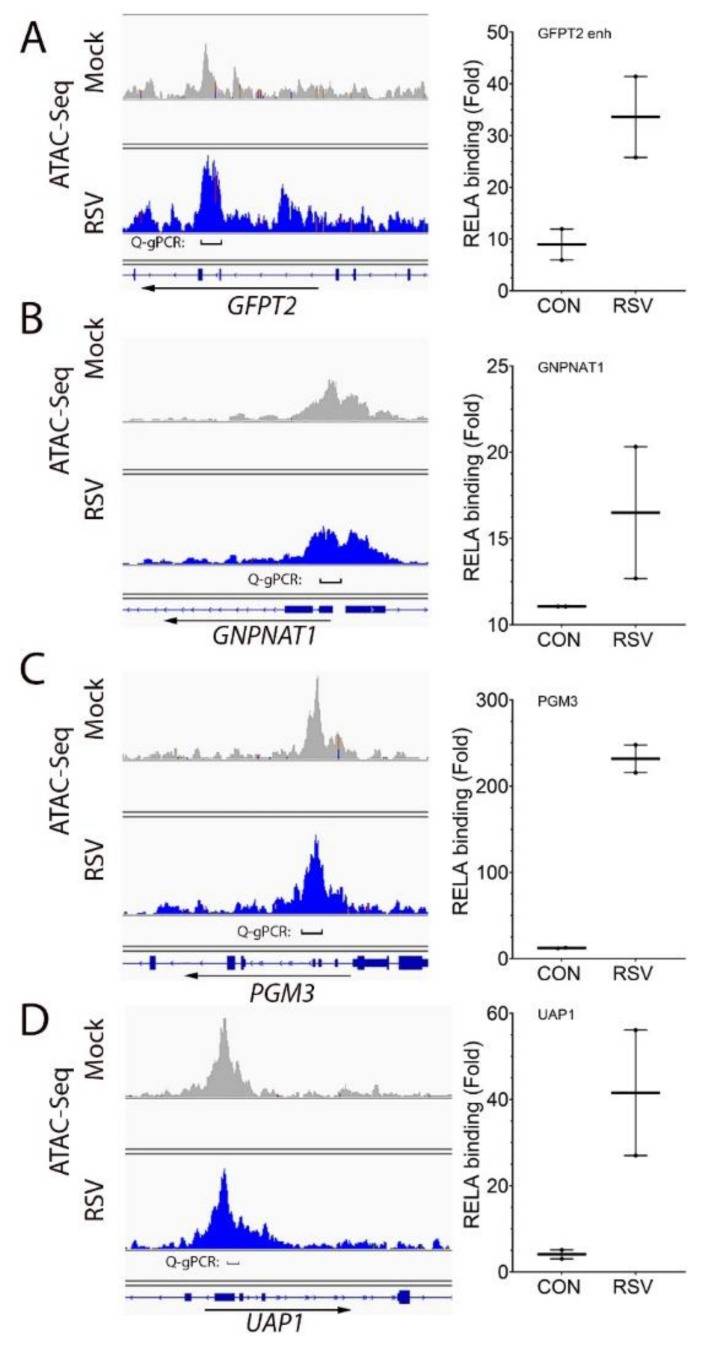 A
ATAC-Seq
Mock
RSV
Q-gPCR:
GFPT2
RELA binding (Fold)
GFPT2 enh
50
40
30
20
10
0
CON RSV
B
ATAC-Seq
Mock
RSV
Q-gPCR:
GNPNAT1
RELA binding (Fold)
GNPNAT1
25
20
15
10
CON RSV
C
ATAC-Seq
Mock
RSV
Q-gPCR:
PGM3
RELA binding (Fold)
PGM3
300
200
100
0
CON RSV
D
ATAC-Seq
Mock
RSV
Q-gPCR:
UAP1
RELA binding (Fold)
UAP1
60
40
20
0
CON RSV